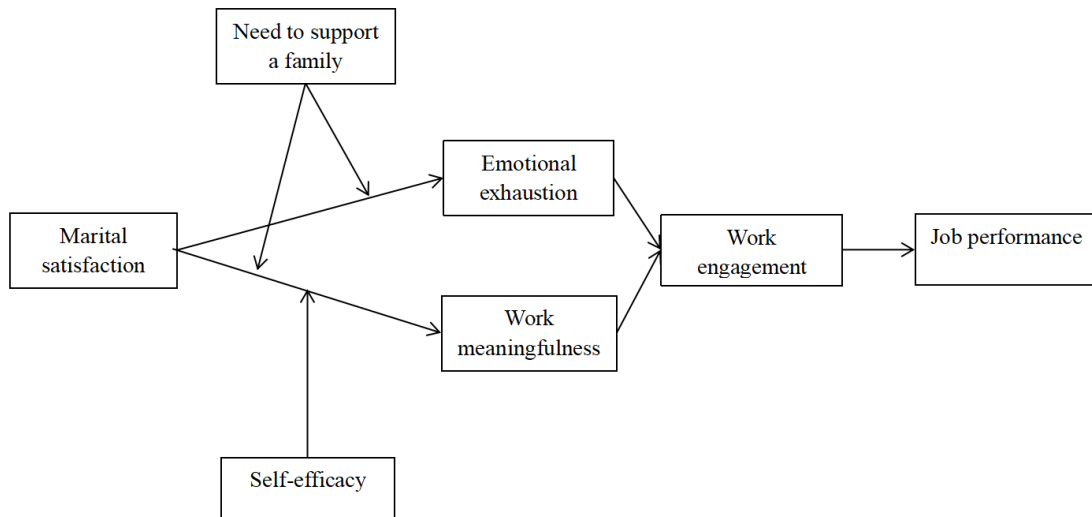 Need to support
a family
Emotional
exhaustion
Marital
satisfaction
Work
engagement
Job performance
Work
meaningfulness
Self-efficacy